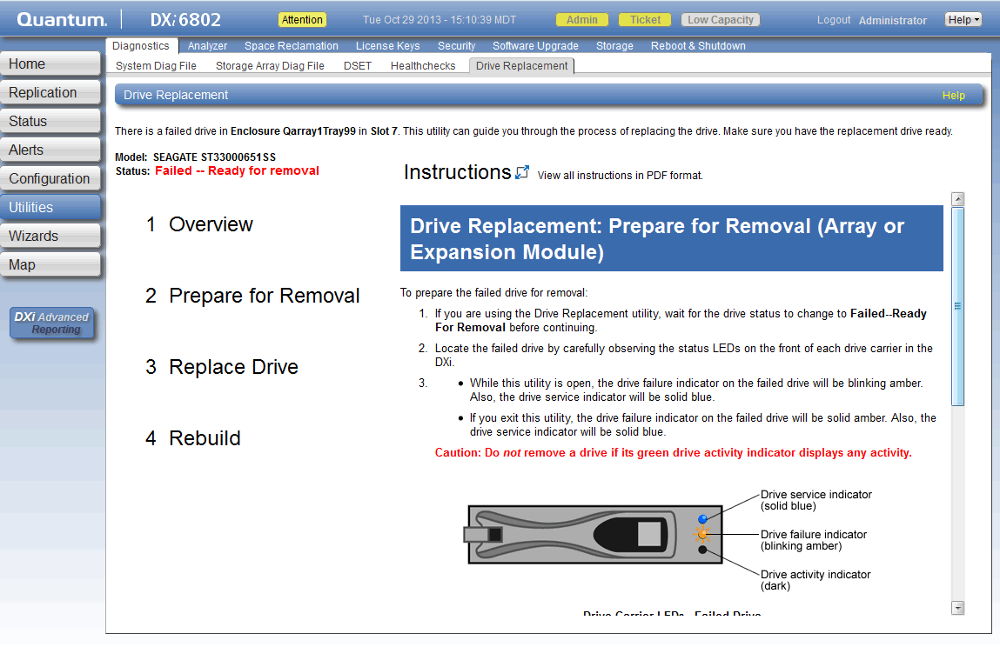 Quantum. DXi6802 Attention Tue Oct 29 2013 - 15:10:39 MDT Admin Ticket Low Capacity Logout Administrator Help
Diagnostics Analyzer Space Reclamation License Keys Security Software Upgrade Storage Reboot & Shutdown
System Diag File Storage Array Diag File DSET Healthchecks Drive Replacement
Home
Replication
Status
Alerts
Configuration
Utilities
Wizards
Map
DXi Advanced
Reporting
Drive Replacement Help
There is a failed drive in Enclosure Qarray1Tray99 in Slot 7. This utility can guide you through the process of replacing the drive. Make sure you have the replacement drive ready.
Model: SEAGATE ST33000651SS
Status: Failed -- Ready for removal
1 Overview
2 Prepare for Removal
3 Replace Drive
4 Rebuild
Instructions View all instructions in PDF format.
Drive Replacement: Prepare for Removal (Array or
Expansion Module)
To prepare the failed drive for removal:
1. If you are using the Drive Replacement utility, wait for the drive status to change to Failed--Ready
For Removal before continuing.
2. Locate the failed drive by carefully observing the status LEDs on the front of each drive carrier in the
DXi.
3. • While this utility is open, the drive failure indicator on the failed drive will be blinking amber.
Also, the drive service indicator will be solid blue.
• If you exit this utility, the drive failure indicator on the failed drive will be solid amber. Also, the
drive service indicator will be solid blue.
Caution: Do not remove a drive if its green drive activity indicator displays any activity.
Drive service indicator
(solid blue)
Drive failure indicator
(blinking amber)
Drive activity indicator
(dark)
Drive Carrier LEDs - Failed Drive